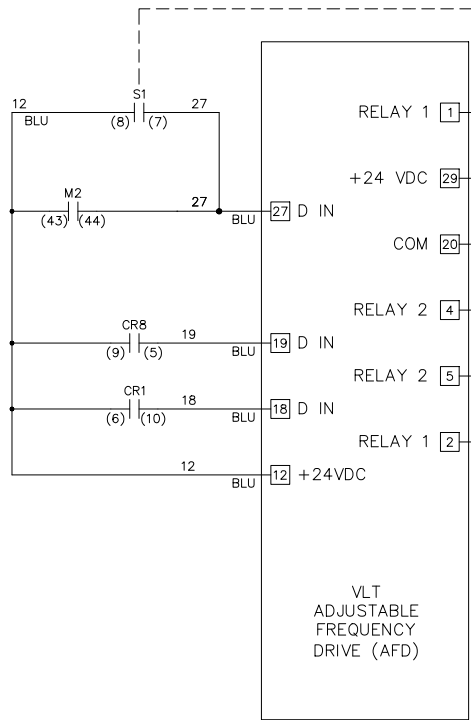 S1
12 27
BLU (8) (7)
RELAY 1 1
M2
(43) (44) 27
BLU 27 D IN
+24 VDC 29
COM 20
RELAY 2 4
CR8
(9) (5) 19
BLU 19 D IN
RELAY 2 5
CR1
(6) (10) 18
BLU 18 D IN
RELAY 1 2
12
BLU 12 +24VDC
VLT
ADJUSTABLE
FREQUENCY
DRIVE (AFD)